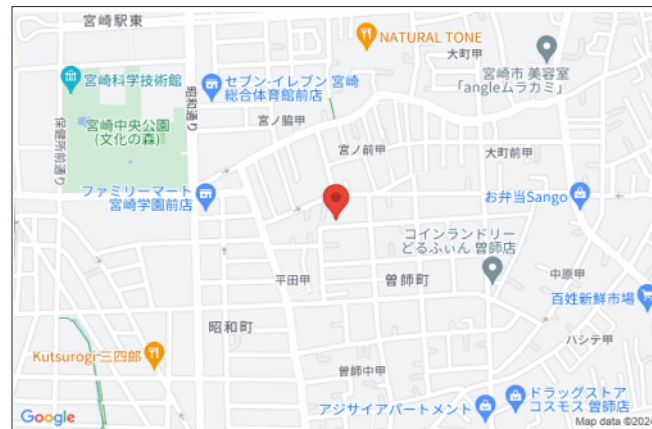 宮崎駅東
NATURAL TONE
大町甲
宮崎科学技術館
セブン-イレブン 宮崎
総合体育館前店
宮崎市 美容室
「angleムラカミ」
昭和通り
保健所前通り
宮崎中央公園
(文化の森)
宮ノ脇甲
宮ノ前甲
大町前甲
ファミリーマート
宮崎学園前店
お弁当Sango
コインランドリー
どるふぃん 曽師店
平田甲
曽師町
中原甲
百姓新鮮市場
昭和町
ハシテ甲
Kutsurogi 三四郎
曽師中甲
ドラッグストア
コスモス 曽師店
アジサイアパートメント
Google
Map data ©2024